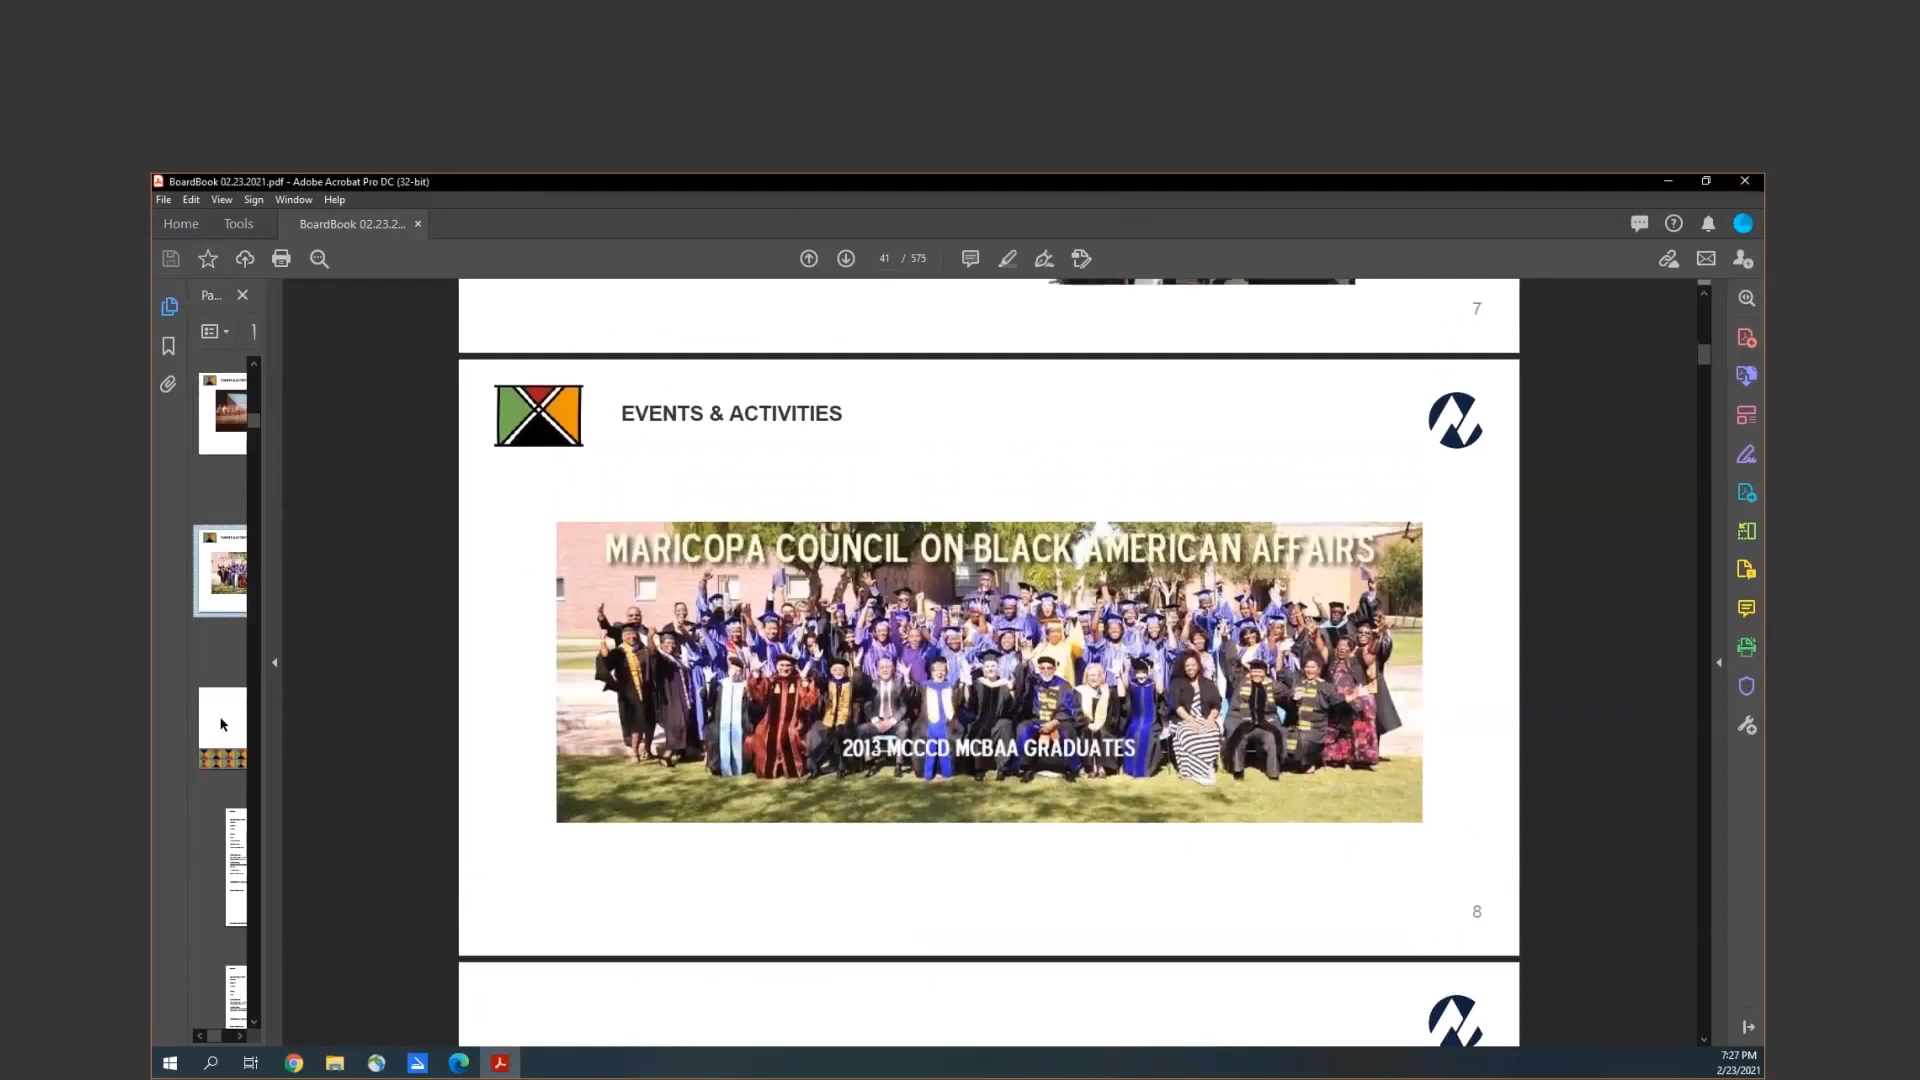 BoardBook 02.23.2021.pdf - Adobe Acrobat Pro DC (32-bit)
File Edit View Sign Window Help
Home Tools BoardBook 02.23.2...
41 / 575
Pa...
7
EVENTS & ACTIVITIES
MARICOPA COUNCIL ON BLACK AMERICAN AFFAIRS
2013 MCCCD MCBAA GRADUATES
8
7:27 PM
2/23/2021